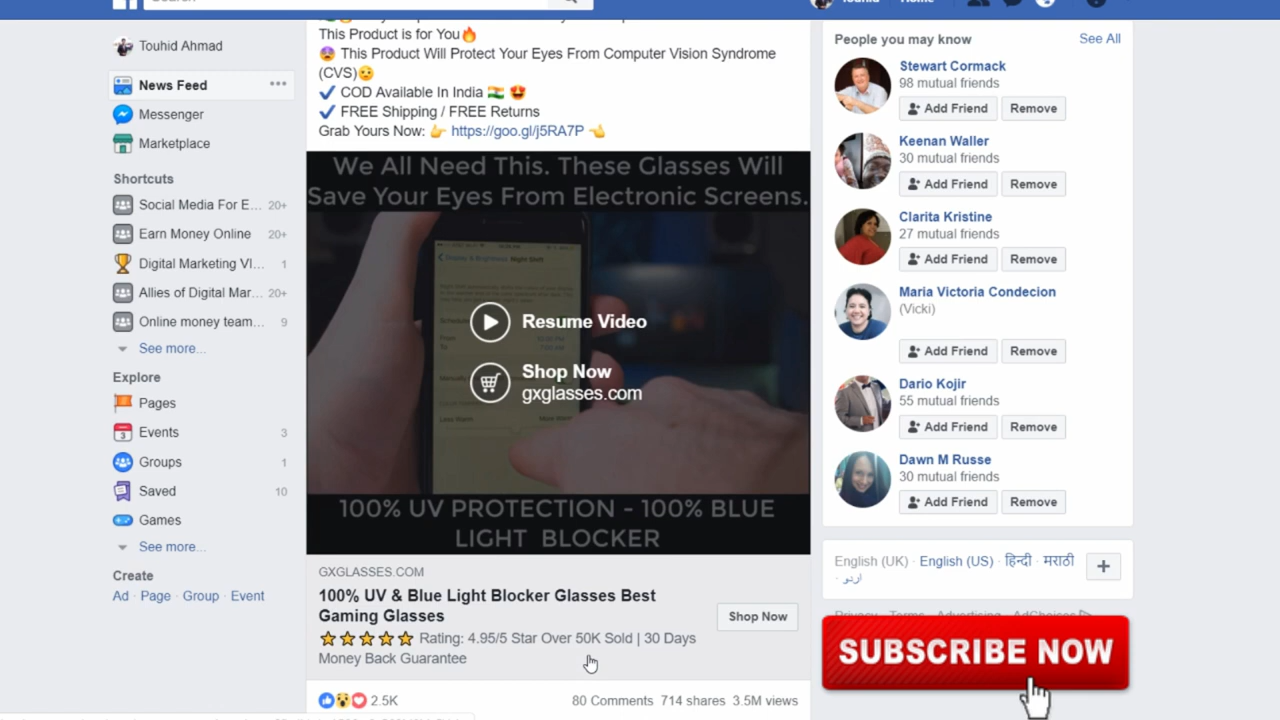 Touhid
Home
Touhid Ahmad
News Feed
Messenger
Marketplace
Shortcuts
Social Media For E... 20+
Earn Money Online 20+
Digital Marketing VI... 1
Allies of Digital Mar... 20+
Online money team... 9
See more...
Explore
Pages
Events 3
Groups 1
Saved 10
Games
See more...
Create
Ad · Page · Group · Event
This Product is for You🔥
😨 This Product Will Protect Your Eyes From Computer Vision Syndrome
(CVS)😟
✔ COD Available In India 🇮🇳 😍
✔ FREE Shipping / FREE Returns
Grab Yours Now: 👉 https://goo.gl/j5RA7P 👈
We All Need This. These Glasses Will
Save Your Eyes From Electronic Screens.
Night Shift
Resume Video
Shop Now
gxglasses.com
100% UV PROTECTION - 100% BLUE
LIGHT BLOCKER
GXGLASSES.COM
100% UV & Blue Light Blocker Glasses Best
Gaming Glasses
Shop Now
⭐⭐⭐⭐⭐ Rating: 4.95/5 Star Over 50K Sold | 30 Days
Money Back Guarantee
2.5K
80 Comments 714 shares 3.5M views
People you may know
See All
Stewart Cormack
98 mutual friends
Add Friend Remove
Keenan Waller
30 mutual friends
Add Friend Remove
Clarita Kristine
27 mutual friends
Add Friend Remove
Maria Victoria Condecion
(Vicki)
Add Friend Remove
Dario Kojir
55 mutual friends
Add Friend Remove
Dawn M Russe
30 mutual friends
Add Friend Remove
English (UK) · English (US) · हिन्दी · मराठी
· اردو
+
Privacy · Terms · Advertising · AdChoices
SUBSCRIBE NOW